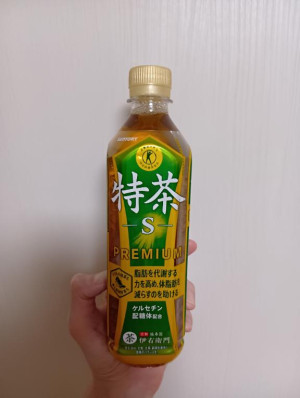 SUNTORY
特茶
S
PREMIUM
脂肪を代謝する
力を高め、体脂肪を
減らすのを助ける
ケルセチン
配糖体配合
茶
伊右衛門